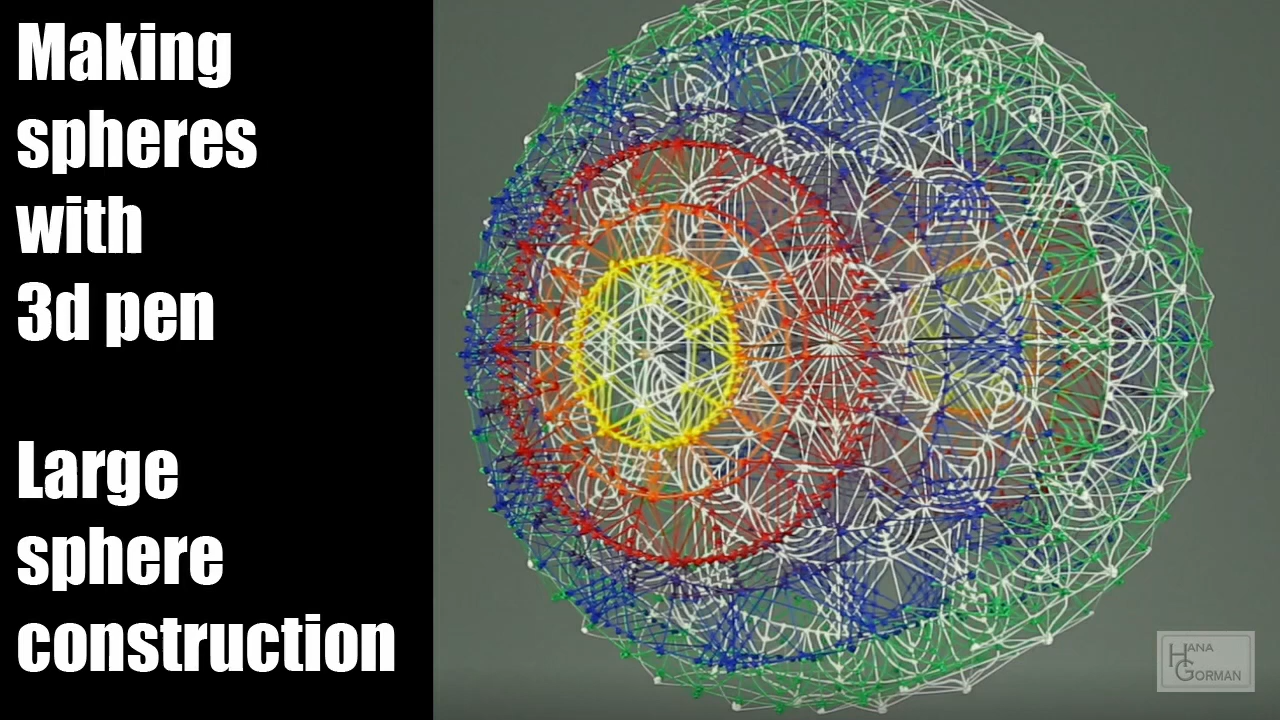 Making
spheres
with
3d pen
Large
sphere
construction
HANA
GORMAN